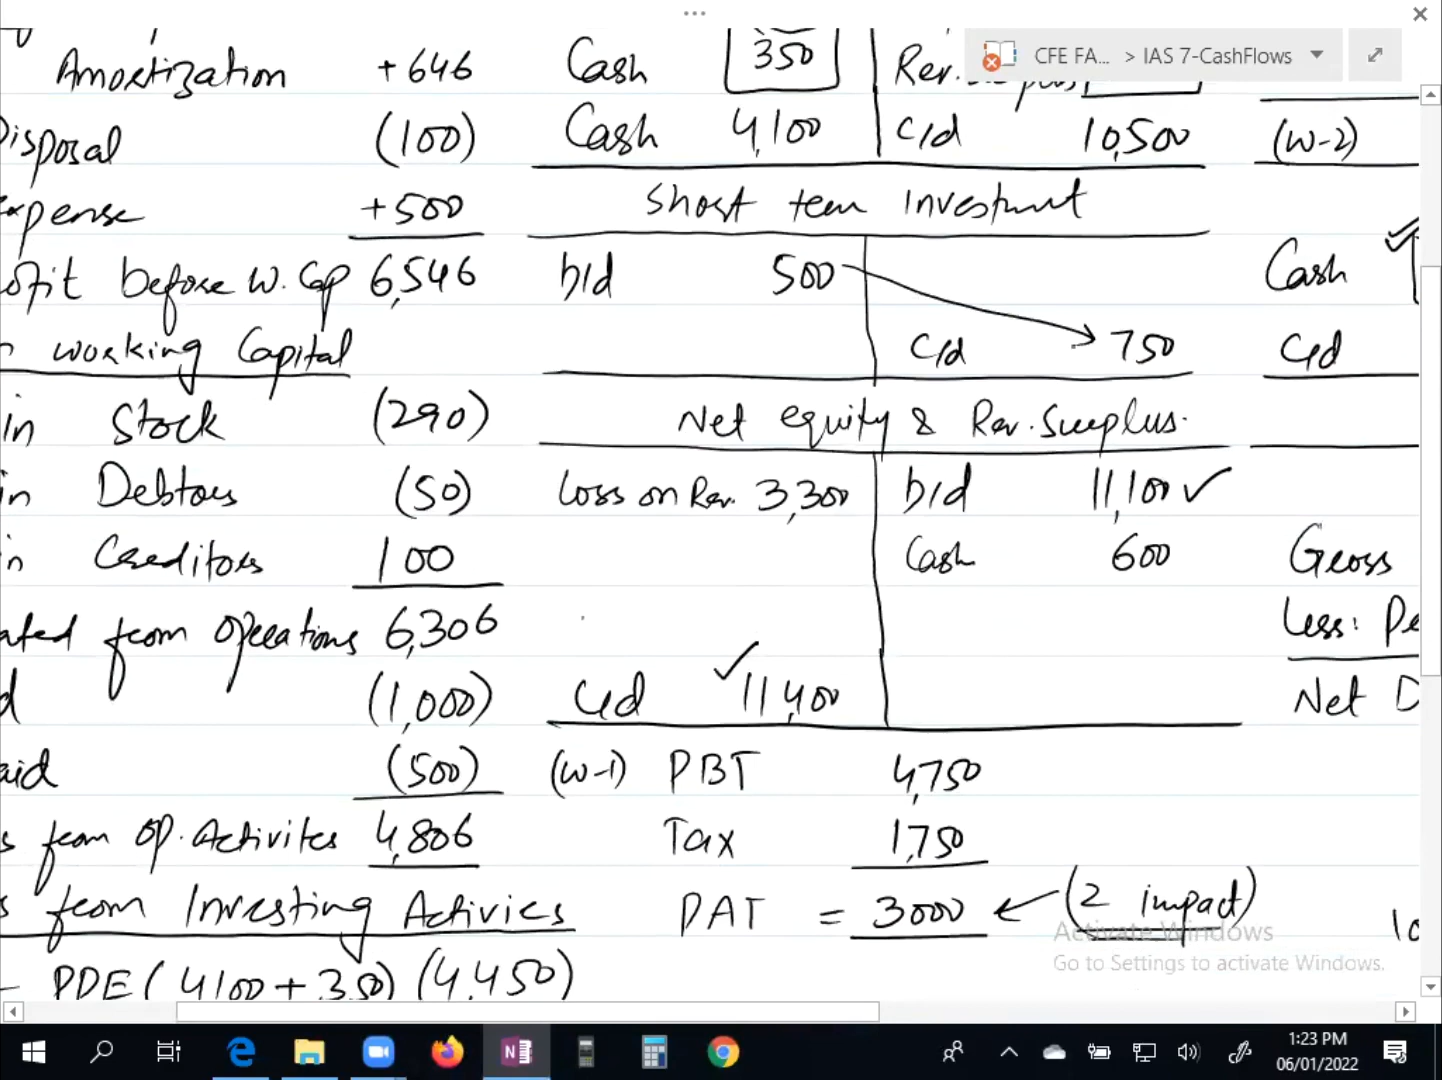 CFE FA... > IAS 7-CashFlows
Amortization +646
Disposal (100)
expense +500
ofit before W. Cap 6,546
working Capital
in Stock (290)
in Debtors (50)
in Creditors 100
ated from operations 6,306
d (1,000)
aid (500)
s from Op. Activites 4,806
s from Investing Activies
PDE (4100+350) (4,450)
Cash 350 Rev.
Cash 4,100 c/d 10,500
Short term Investment
b/d 500
c/d 750
Net equity & Rev. Surplus.
Loss on Rev. 3,300 b/d 11,100 ✓
Cash 600
c/d ✓ 11,400
(W-1) PBT 4,750
Tax 1,750
PAT = 3000 ← (2 impact)
(W-2)
Cash
c/d
Gross
Less: Pe
Net D
10
Activate Windows
Go to Settings to activate Windows.
1:23 PM
06/01/2022